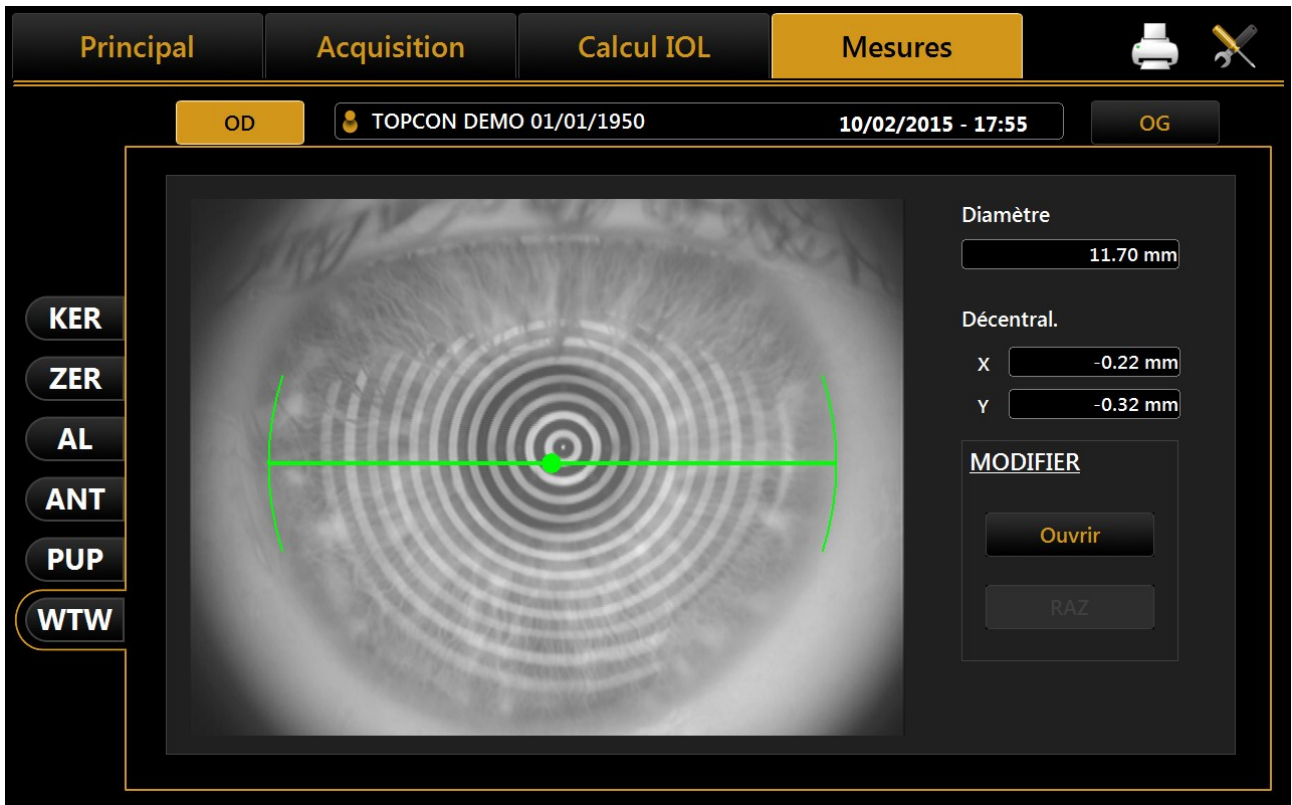 Principal Acquisition Calcul IOL Mesures
OD TOPCON DEMO 01/01/1950 10/02/2015 - 17:55 OG
Diamètre
11.70 mm
Décentral.
X -0.22 mm
Y -0.32 mm
MODIFIER
Ouvrir
RAZ
KER
ZER
AL
ANT
PUP
WTW